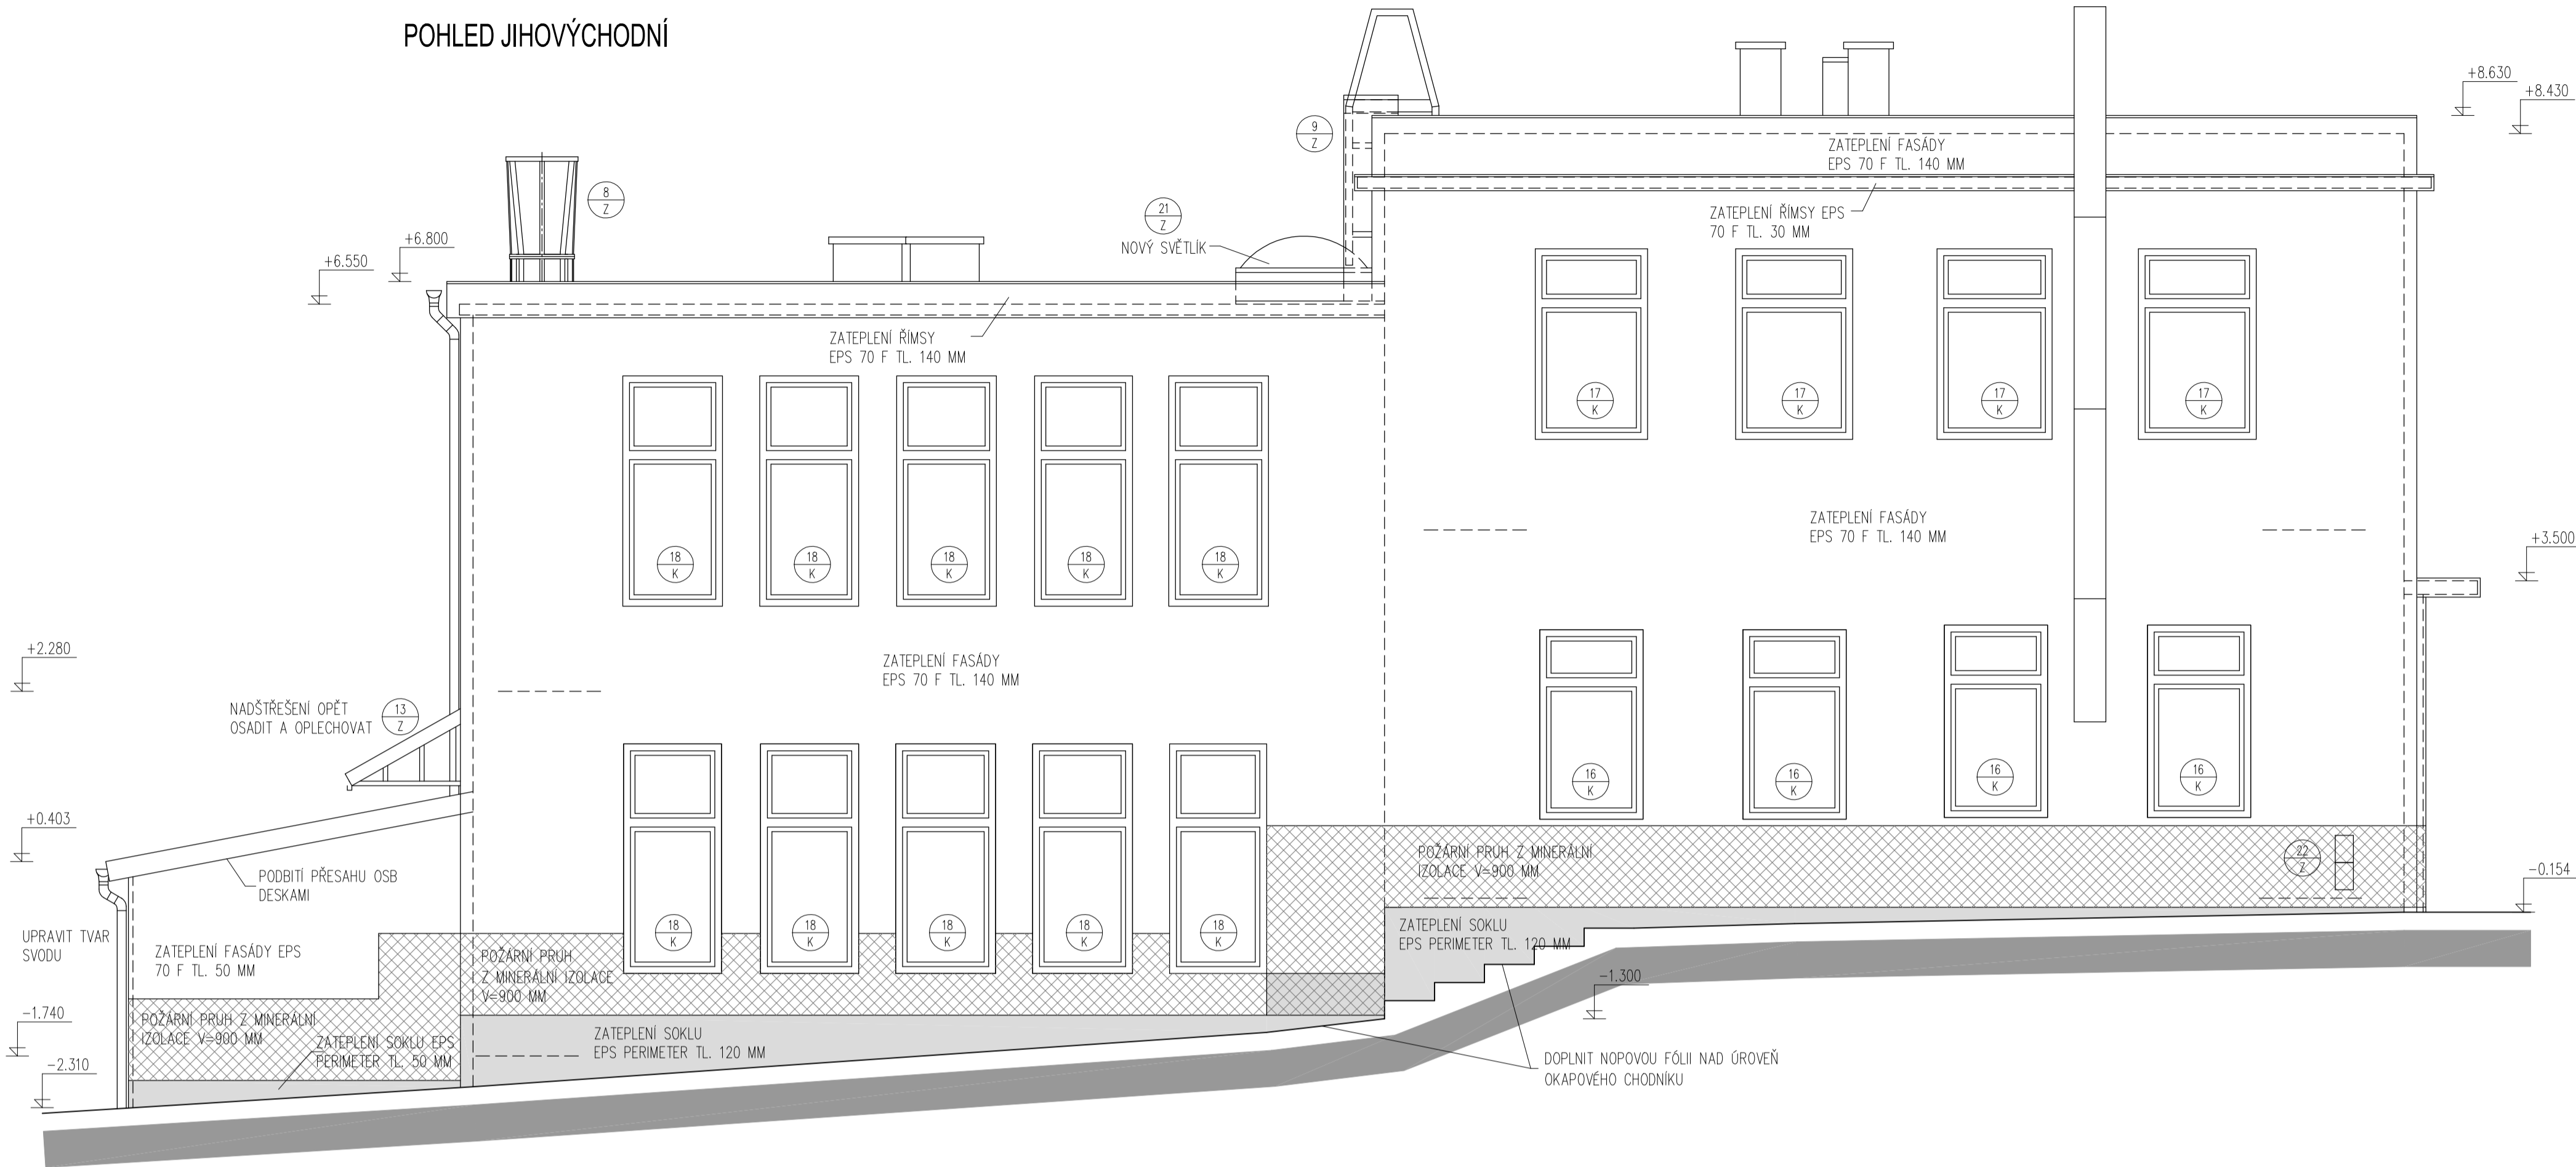 POHLED JIHOVÝCHODNÍ
+8.630
+8.430
9
Z
ZATEPLENÍ FASÁDY
EPS 70 F TL. 140 MM
8
Z
21
Z
NOVÝ SVĚTLÍK
ZATEPLENÍ ŘÍMSY EPS
70 F TL. 30 MM
+6.800
+6.550
ZATEPLENÍ ŘÍMSY
EPS 70 F TL. 140 MM
17
K
17
K
17
K
17
K
18
K
18
K
18
K
18
K
18
K
ZATEPLENÍ FASÁDY
EPS 70 F TL. 140 MM
+3.500
+2.280
ZATEPLENÍ FASÁDY
EPS 70 F TL. 140 MM
NADŠTŘEŠENÍ OPĚT
OSADIT A OPLECHOVAT
13
Z
16
K
16
K
16
K
16
K
+0.403
PODBITÍ PŘESAHU OSB
DESKAMI
POŽÁRNÍ PRUH Z MINERÁLNÍ
IZOLACE V=900 MM
22
Z
-0.154
UPRAVIT TVAR
SVODU
ZATEPLENÍ FASÁDY EPS
70 F TL. 50 MM
18
K
18
K
18
K
18
K
18
K
ZATEPLENÍ SOKLU
EPS PERIMETER TL. 120 MM
POŽÁRNÍ PRUH
Z MINERÁLNÍ IZOLACE
V=900 MM
-1.300
-1.740
POŽÁRNÍ PRUH Z MINERÁLNÍ
IZOLACE V=900 MM
ZATEPLENÍ SOKLU EPS
PERIMETER TL. 50 MM
ZATEPLENÍ SOKLU
EPS PERIMETER TL. 120 MM
-2.310
DOPLNIT NOPOVOU FÓLII NAD ÚROVEŇ
OKAPOVÉHO CHODNÍKU